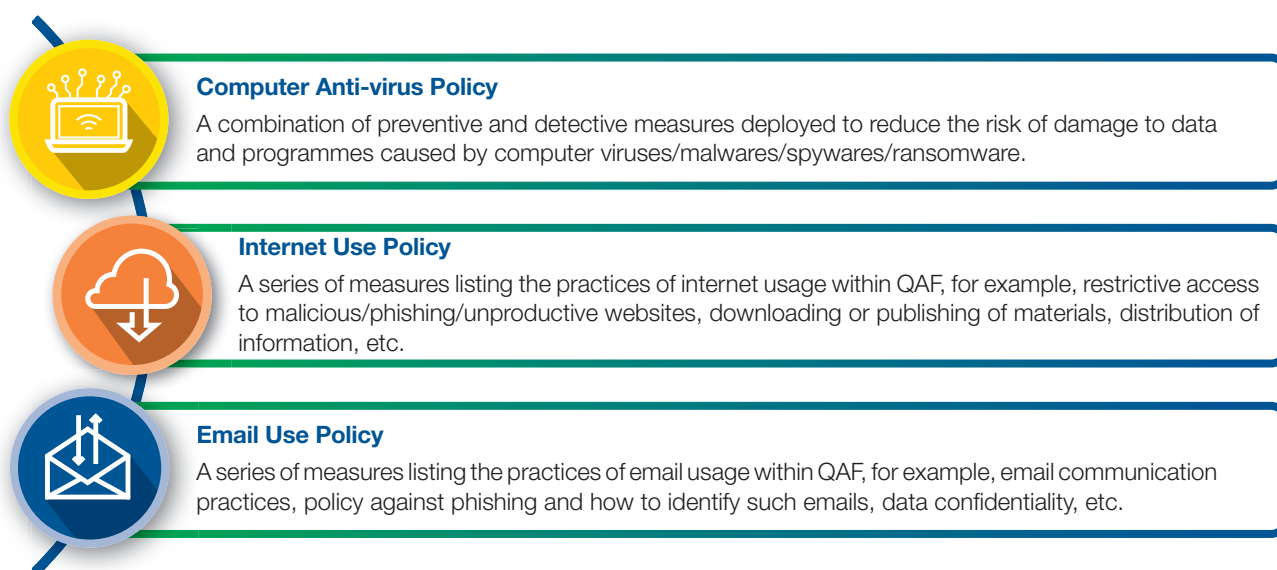 Computer Anti-virus Policy
A combination of preventive and detective measures deployed to reduce the risk of damage to data
and programmes caused by computer viruses/malwares/spywares/ransomware.
Internet Use Policy
A series of measures listing the practices of internet usage within QAF, for example, restrictive access
to malicious/phishing/unproductive websites, downloading or publishing of materials, distribution of
information, etc.
Email Use Policy
A series of measures listing the practices of email usage within QAF, for example, email communication
practices, policy against phishing and how to identify such emails, data confidentiality, etc.